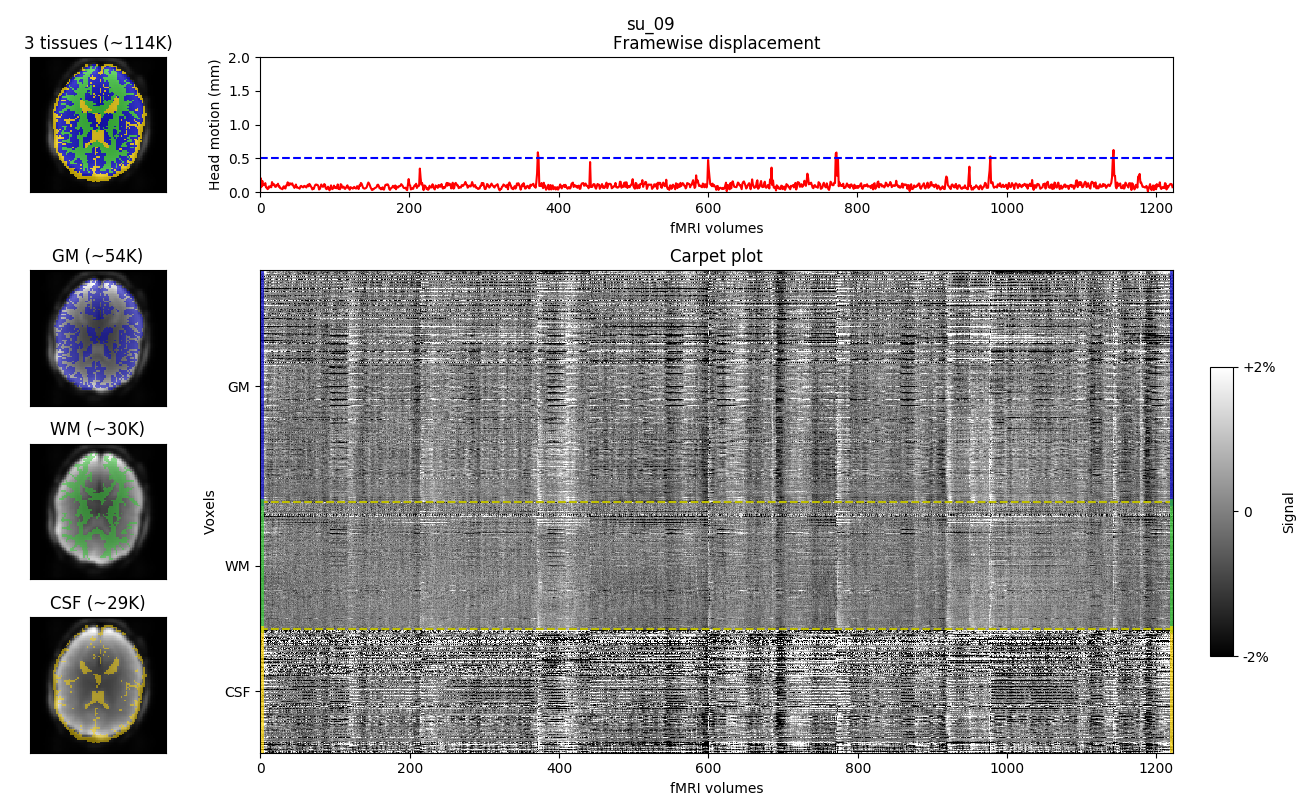 su_09
3 tissues (~114K)
Framewise displacement
Head motion (mm)
2.0
1.5
1.0
0.5
0.0
0 200 400 600 800 1000 1200
fMRI volumes
GM (~54K)
WM (~30K)
CSF (~29K)
Carpet plot
Voxels
GM
WM
CSF
0 200 400 600 800 1000 1200
fMRI volumes
+2%
0
-2%
Signal